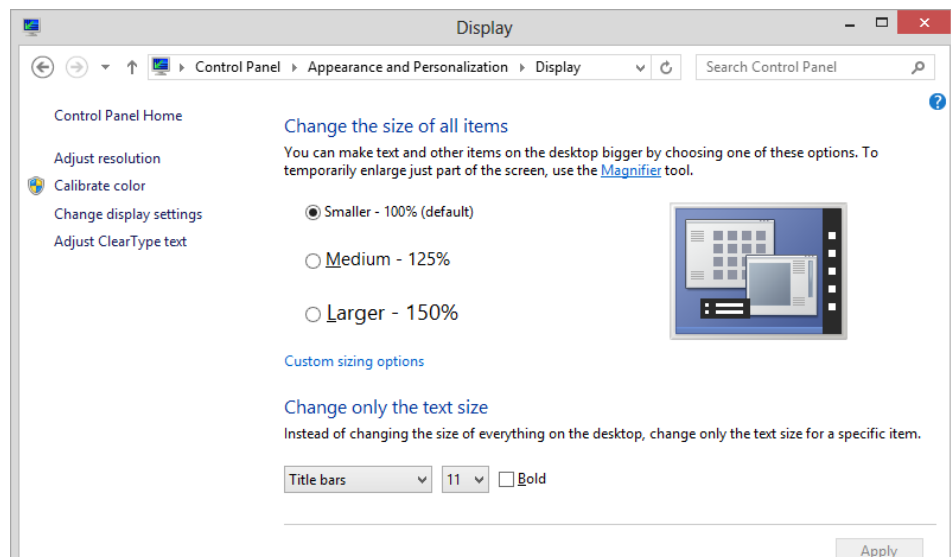 Display
Control Panel Appearance and Personalization Display Search Control Panel
Control Panel Home
Adjust resolution
Calibrate color
Change display settings
Adjust ClearType text
Change the size of all items
You can make text and other items on the desktop bigger by choosing one of these options. To
temporarily enlarge just part of the screen, use the Magnifier tool.
Smaller - 100% (default)
Medium - 125%
Larger - 150%
Custom sizing options
Change only the text size
Instead of changing the size of everything on the desktop, change only the text size for a specific item.
Title bars 11 Bold
Apply